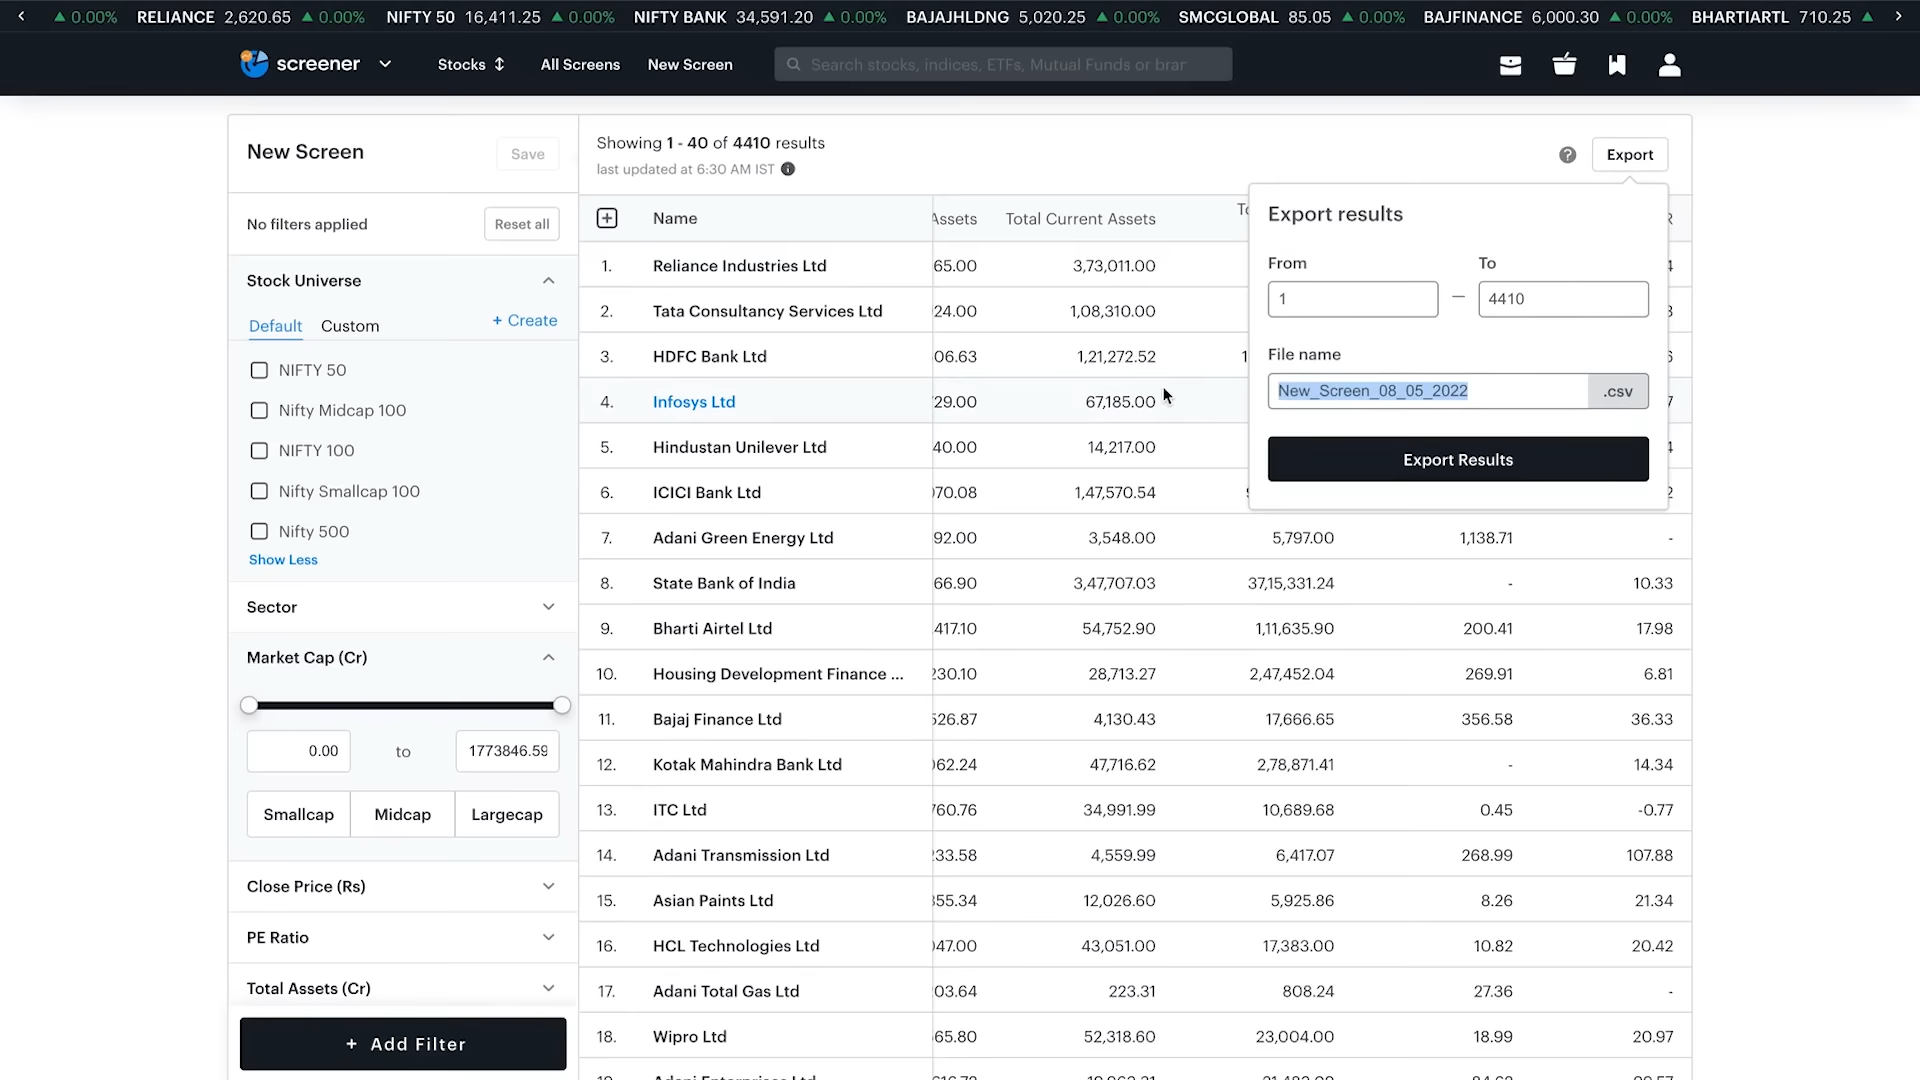 0.00% RELIANCE 2,620.65 0.00% NIFTY 50 16,411.25 0.00% NIFTY BANK 34,591.20 0.00% BAJAJHLDNG 5,020.25 0.00% SMCGLOBAL 85.05 0.00% BAJFINANCE 6,000.30 0.00% BHARTIARTL 710.25
screener Stocks All Screens New Screen Search stocks, indices, ETFs, Mutual Funds or brar
New Screen Save
No filters applied Reset all
Stock Universe
Default Custom + Create
NIFTY 50
Nifty Midcap 100
NIFTY 100
Nifty Smallcap 100
Nifty 500
Show Less
Sector
Market Cap (Cr)
0.00 to 1773846.59
Smallcap Midcap Largecap
Close Price (Rs)
PE Ratio
Total Assets (Cr)
+ Add Filter
Showing 1 - 40 of 4410 results
last updated at 6:30 AM IST
? Export
Name Assets Total Current Assets
1. Reliance Industries Ltd 65.00 3,73,011.00
2. Tata Consultancy Services Ltd 24.00 1,08,310.00
3. HDFC Bank Ltd 06.63 1,21,272.52
4. Infosys Ltd 29.00 67,185.00
5. Hindustan Unilever Ltd 40.00 14,217.00
6. ICICI Bank Ltd 70.08 1,47,570.54
7. Adani Green Energy Ltd 92.00 3,548.00 5,797.00 1,138.71 -
8. State Bank of India 66.90 3,47,707.03 37,15,331.24 - 10.33
9. Bharti Airtel Ltd 417.10 54,752.90 1,11,635.90 200.41 17.98
10. Housing Development Finance ... 230.10 28,713.27 2,47,452.04 269.91 6.81
11. Bajaj Finance Ltd 526.87 4,130.43 17,666.65 356.58 36.33
12. Kotak Mahindra Bank Ltd 62.24 47,716.62 2,78,871.41 - 14.34
13. ITC Ltd 760.76 34,991.99 10,689.68 0.45 -0.77
14. Adani Transmission Ltd 33.58 4,559.99 6,417.07 268.99 107.88
15. Asian Paints Ltd 355.34 12,026.60 5,925.86 8.26 21.34
16. HCL Technologies Ltd 47.00 43,051.00 17,383.00 10.82 20.42
17. Adani Total Gas Ltd 03.64 223.31 808.24 27.36 -
18. Wipro Ltd 65.80 52,318.60 23,004.00 18.99 20.97
Export results
From To
1 — 4410
File name
New_Screen_08_05_2022 .csv
Export Results